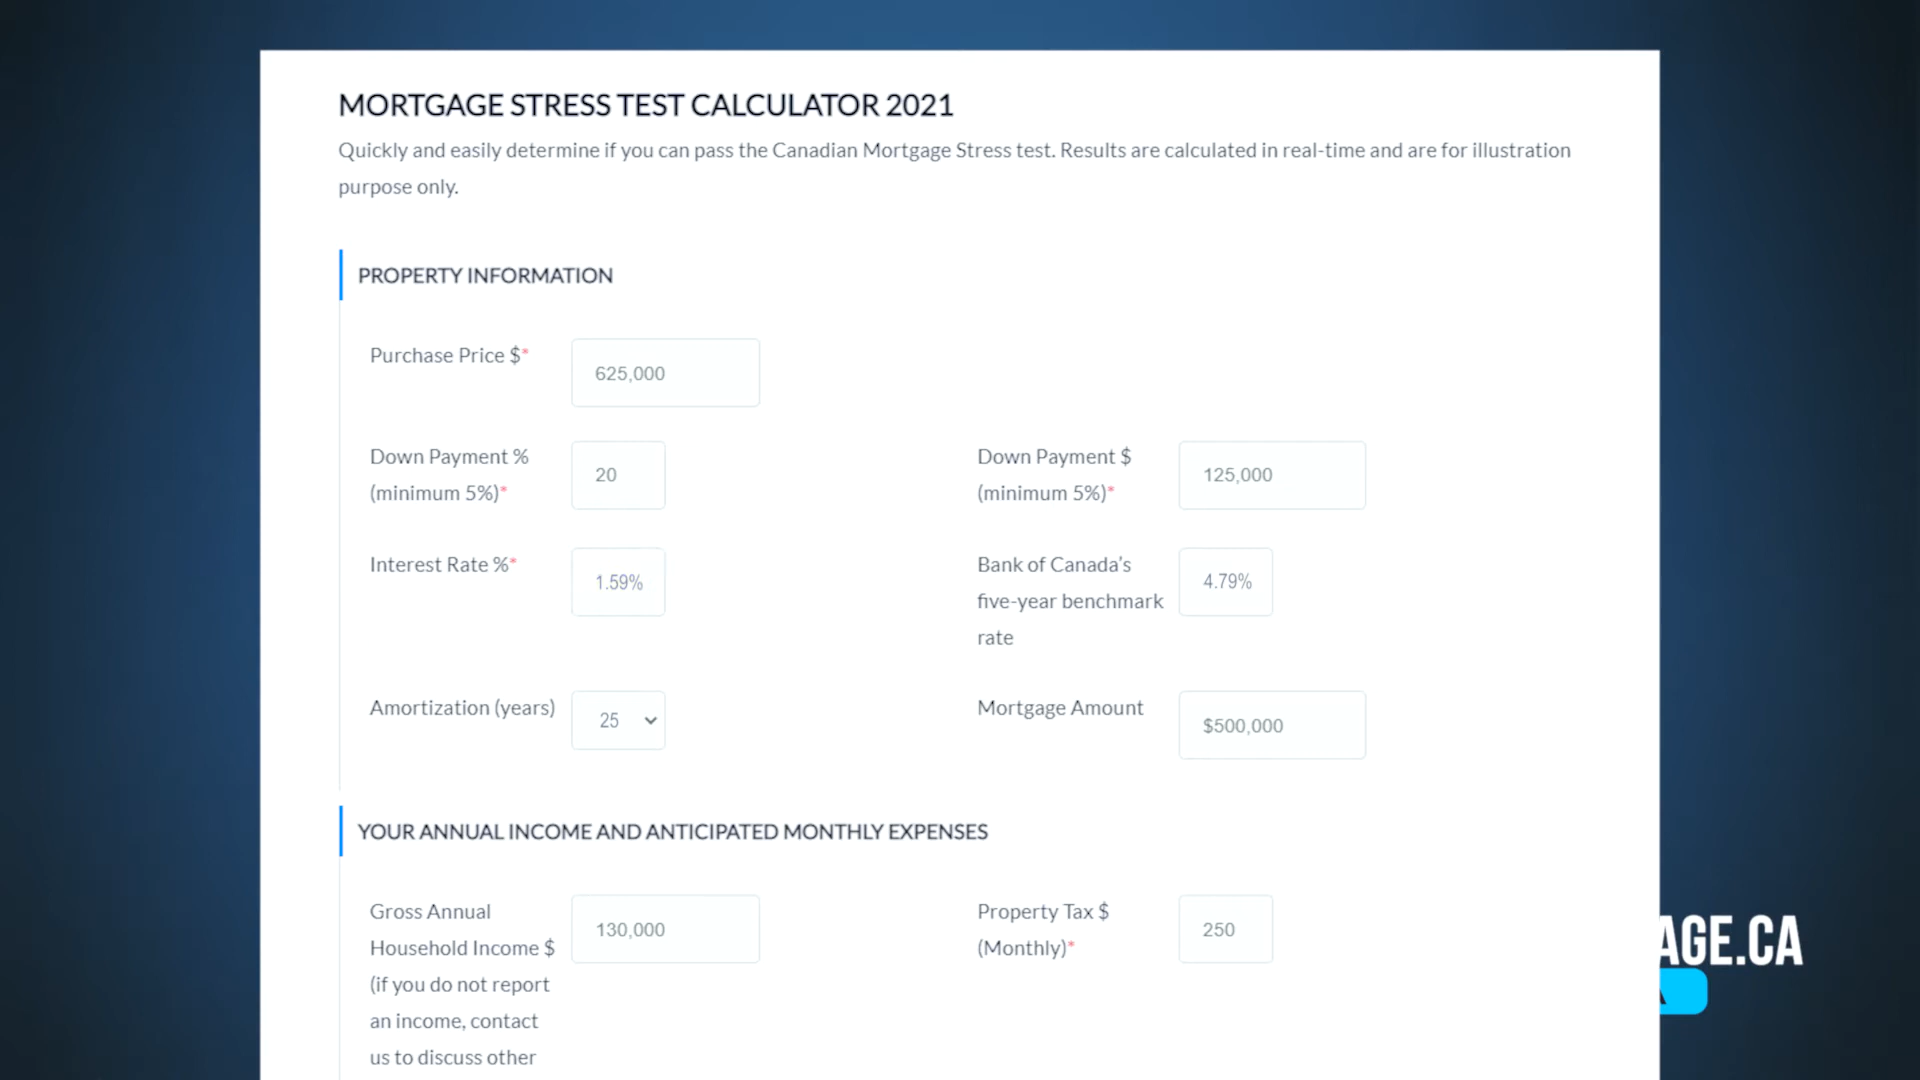 MORTGAGE STRESS TEST CALCULATOR 2021
Quickly and easily determine if you can pass the Canadian Mortgage Stress test. Results are calculated in real-time and are for illustration
purpose only.
PROPERTY INFORMATION
Purchase Price $*
625,000
Down Payment %
(minimum 5%)*
20
Down Payment $
(minimum 5%)*
125,000
Interest Rate %*
1.59%
Bank of Canada's
five-year benchmark
rate
4.79%
Amortization (years)
25
Mortgage Amount
$500,000
YOUR ANNUAL INCOME AND ANTICIPATED MONTHLY EXPENSES
Gross Annual
Household Income $
(if you do not report
an income, contact
us to discuss other
130,000
Property Tax $
(Monthly)*
250
AGE.CA